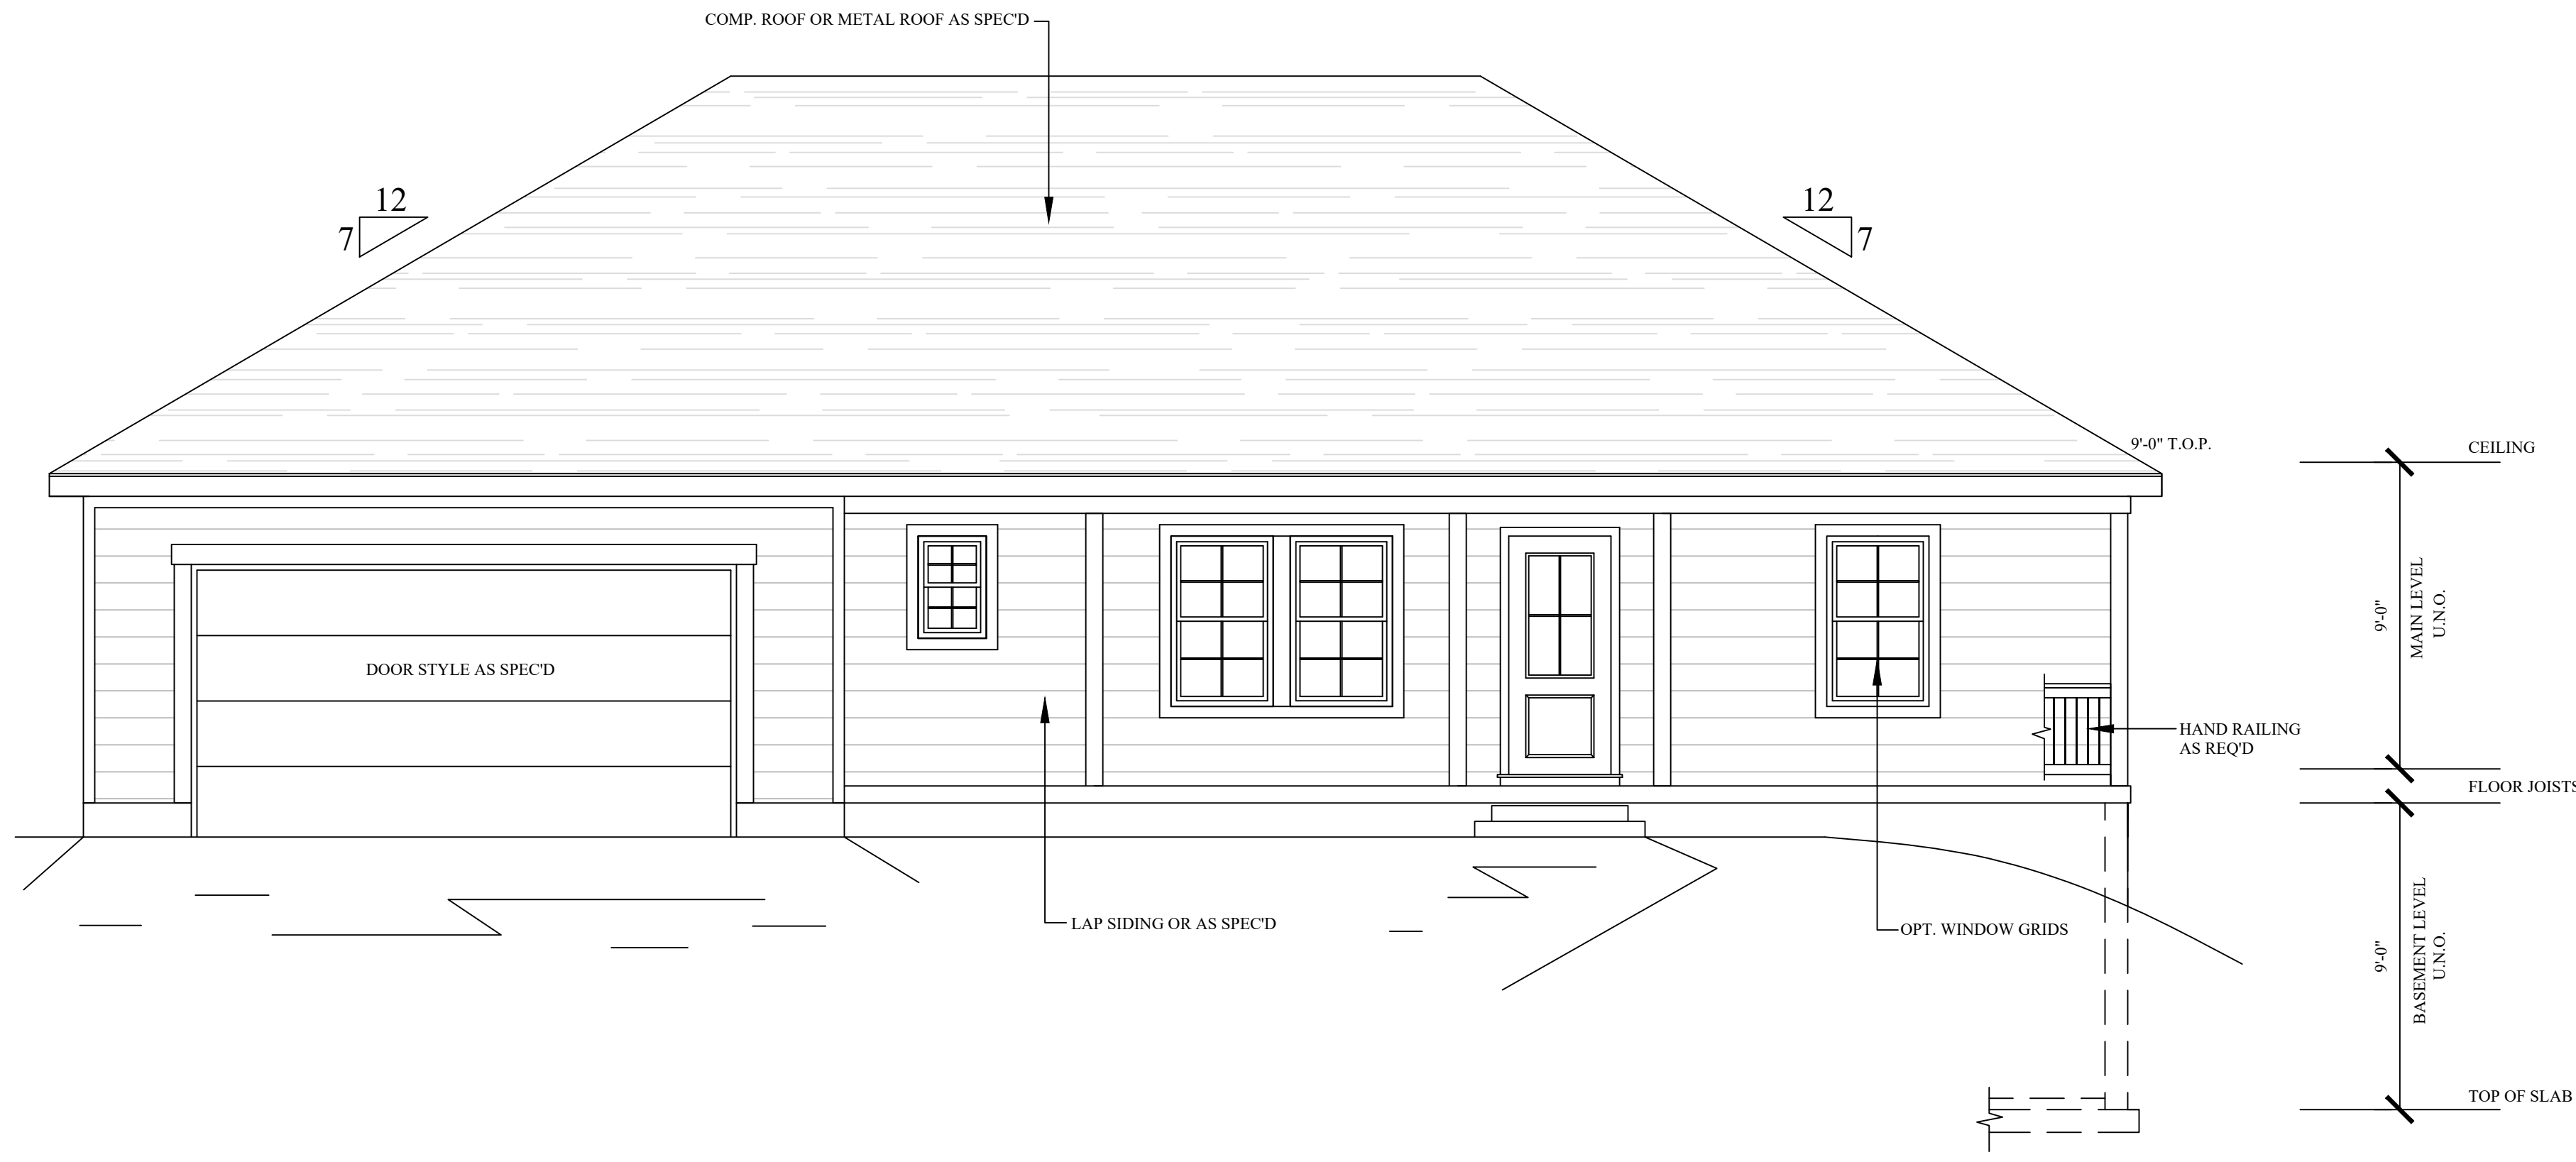 COMP. ROOF OR METAL ROOF AS SPEC'D
12
7
12
7
9'-0" T.O.P.
CEILING
9'-0"
MAIN LEVEL
U.N.O.
DOOR STYLE AS SPEC'D
HAND RAILING
AS REQ'D
FLOOR JOISTS
LAP SIDING OR AS SPEC'D
OPT. WINDOW GRIDS
9'-0"
BASEMENT LEVEL
U.N.O.
TOP OF SLAB